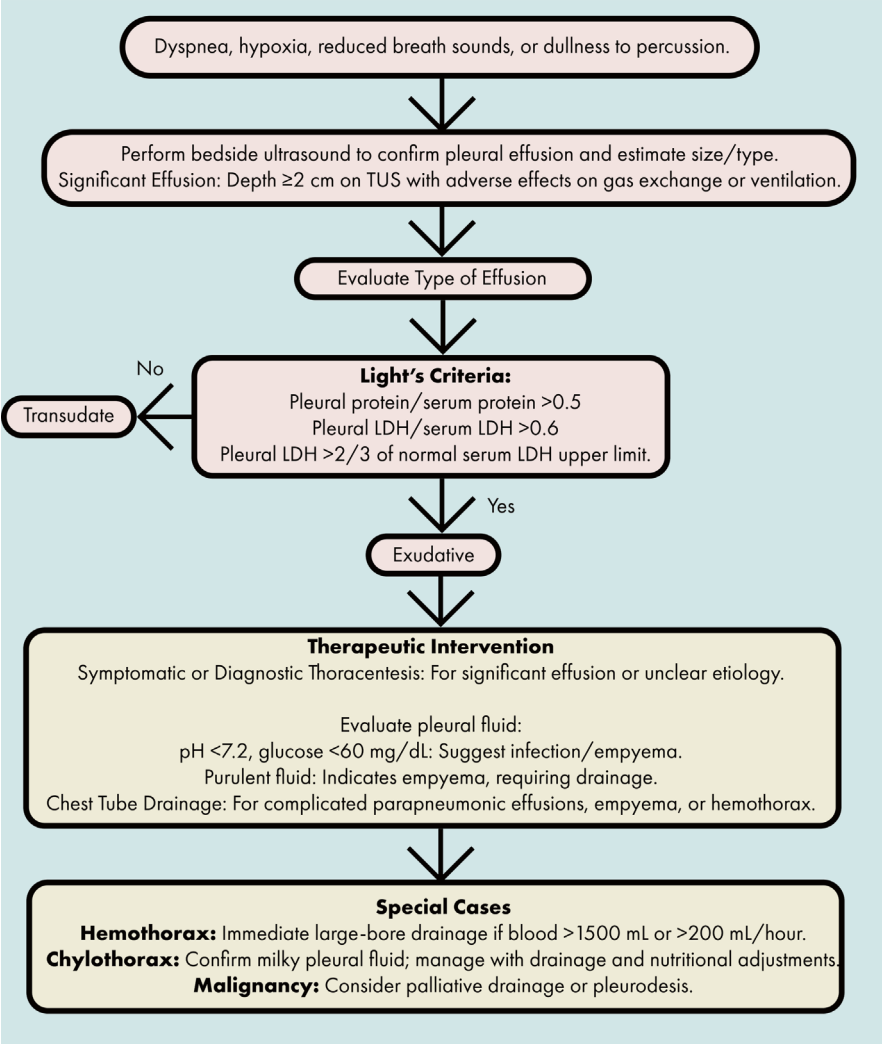 Dyspnea, hypoxia, reduced breath sounds, or dullness to percussion.
Perform bedside ultrasound to confirm pleural effusion and estimate size/type.
Significant Effusion: Depth ≥2 cm on TUS with adverse effects on gas exchange or ventilation.
Evaluate Type of Effusion
Light's Criteria:
Pleural protein/serum protein >0.5
Pleural LDH/serum LDH >0.6
Pleural LDH >2/3 of normal serum LDH upper limit.
No
Transudate
Yes
Exudative
Therapeutic Intervention
Symptomatic or Diagnostic Thoracentesis: For significant effusion or unclear etiology.
Evaluate pleural fluid:
pH <7.2, glucose <60 mg/dL: Suggest infection/empyema.
Purulent fluid: Indicates empyema, requiring drainage.
Chest Tube Drainage: For complicated parapneumonic effusions, empyema, or hemothorax.
Special Cases
Hemothorax: Immediate large-bore drainage if blood >1500 mL or >200 mL/hour.
Chylothorax: Confirm milky pleural fluid; manage with drainage and nutritional adjustments.
Malignancy: Consider palliative drainage or pleurodesis.